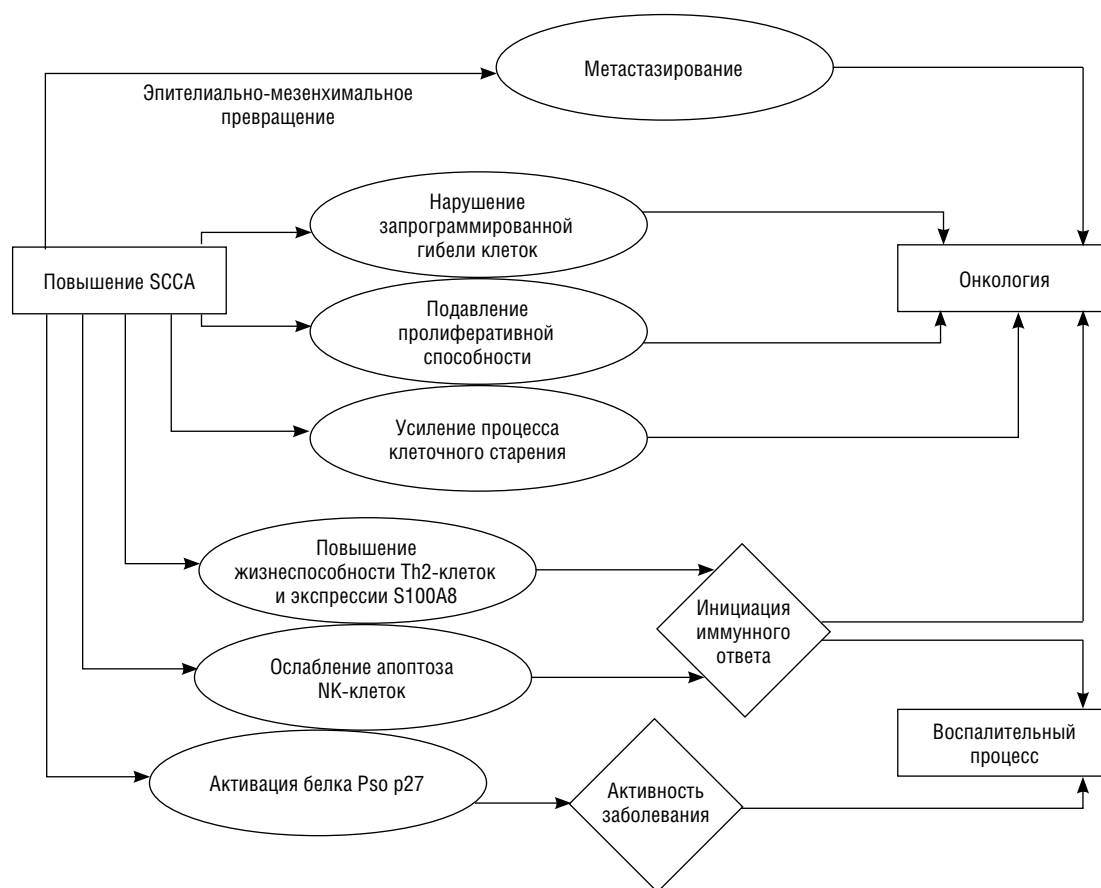 Метастазирование
Эпителиально-мезенхимальное
превращение
Нарушение
запрограммированной
гибели клеток
Повышение SCCA
Онкология
Подавление
пролиферативной
способности
Усиление процесса
клеточного старения
Повышение
жизнеспособности Th2-клеток
и экспрессии S100A8
Инициация
иммунного
ответа
Ослабление апоптоза
NK-клеток
Воспалительный
процесс
Активация белка Pso p27
Активность
заболевания